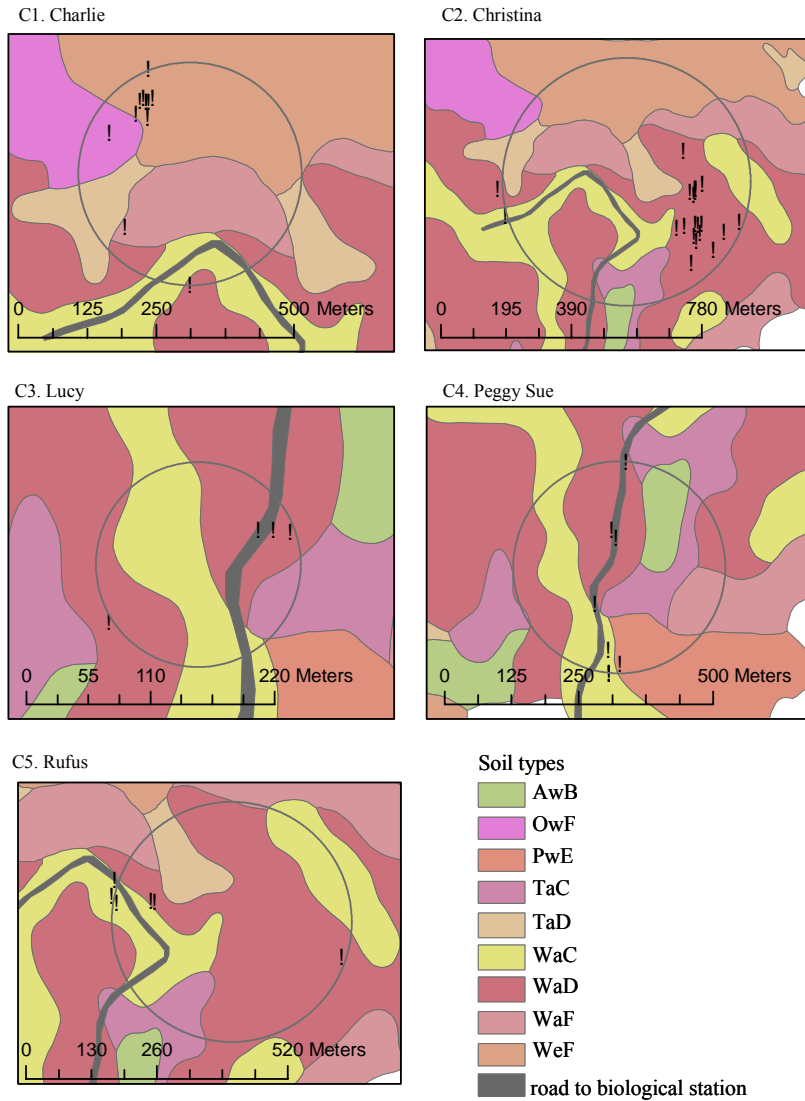 C1. Charlie
0 125 250 500 Meters
C2. Christina
0 195 390 780 Meters
C3. Lucy
0 55 110 220 Meters
C4. Peggy Sue
0 125 250 500 Meters
C5. Rufus
0 130 260 520 Meters
Soil types
AwB
OwF
PwE
TaC
TaD
WaC
WaD
WaF
WeF
road to biological station